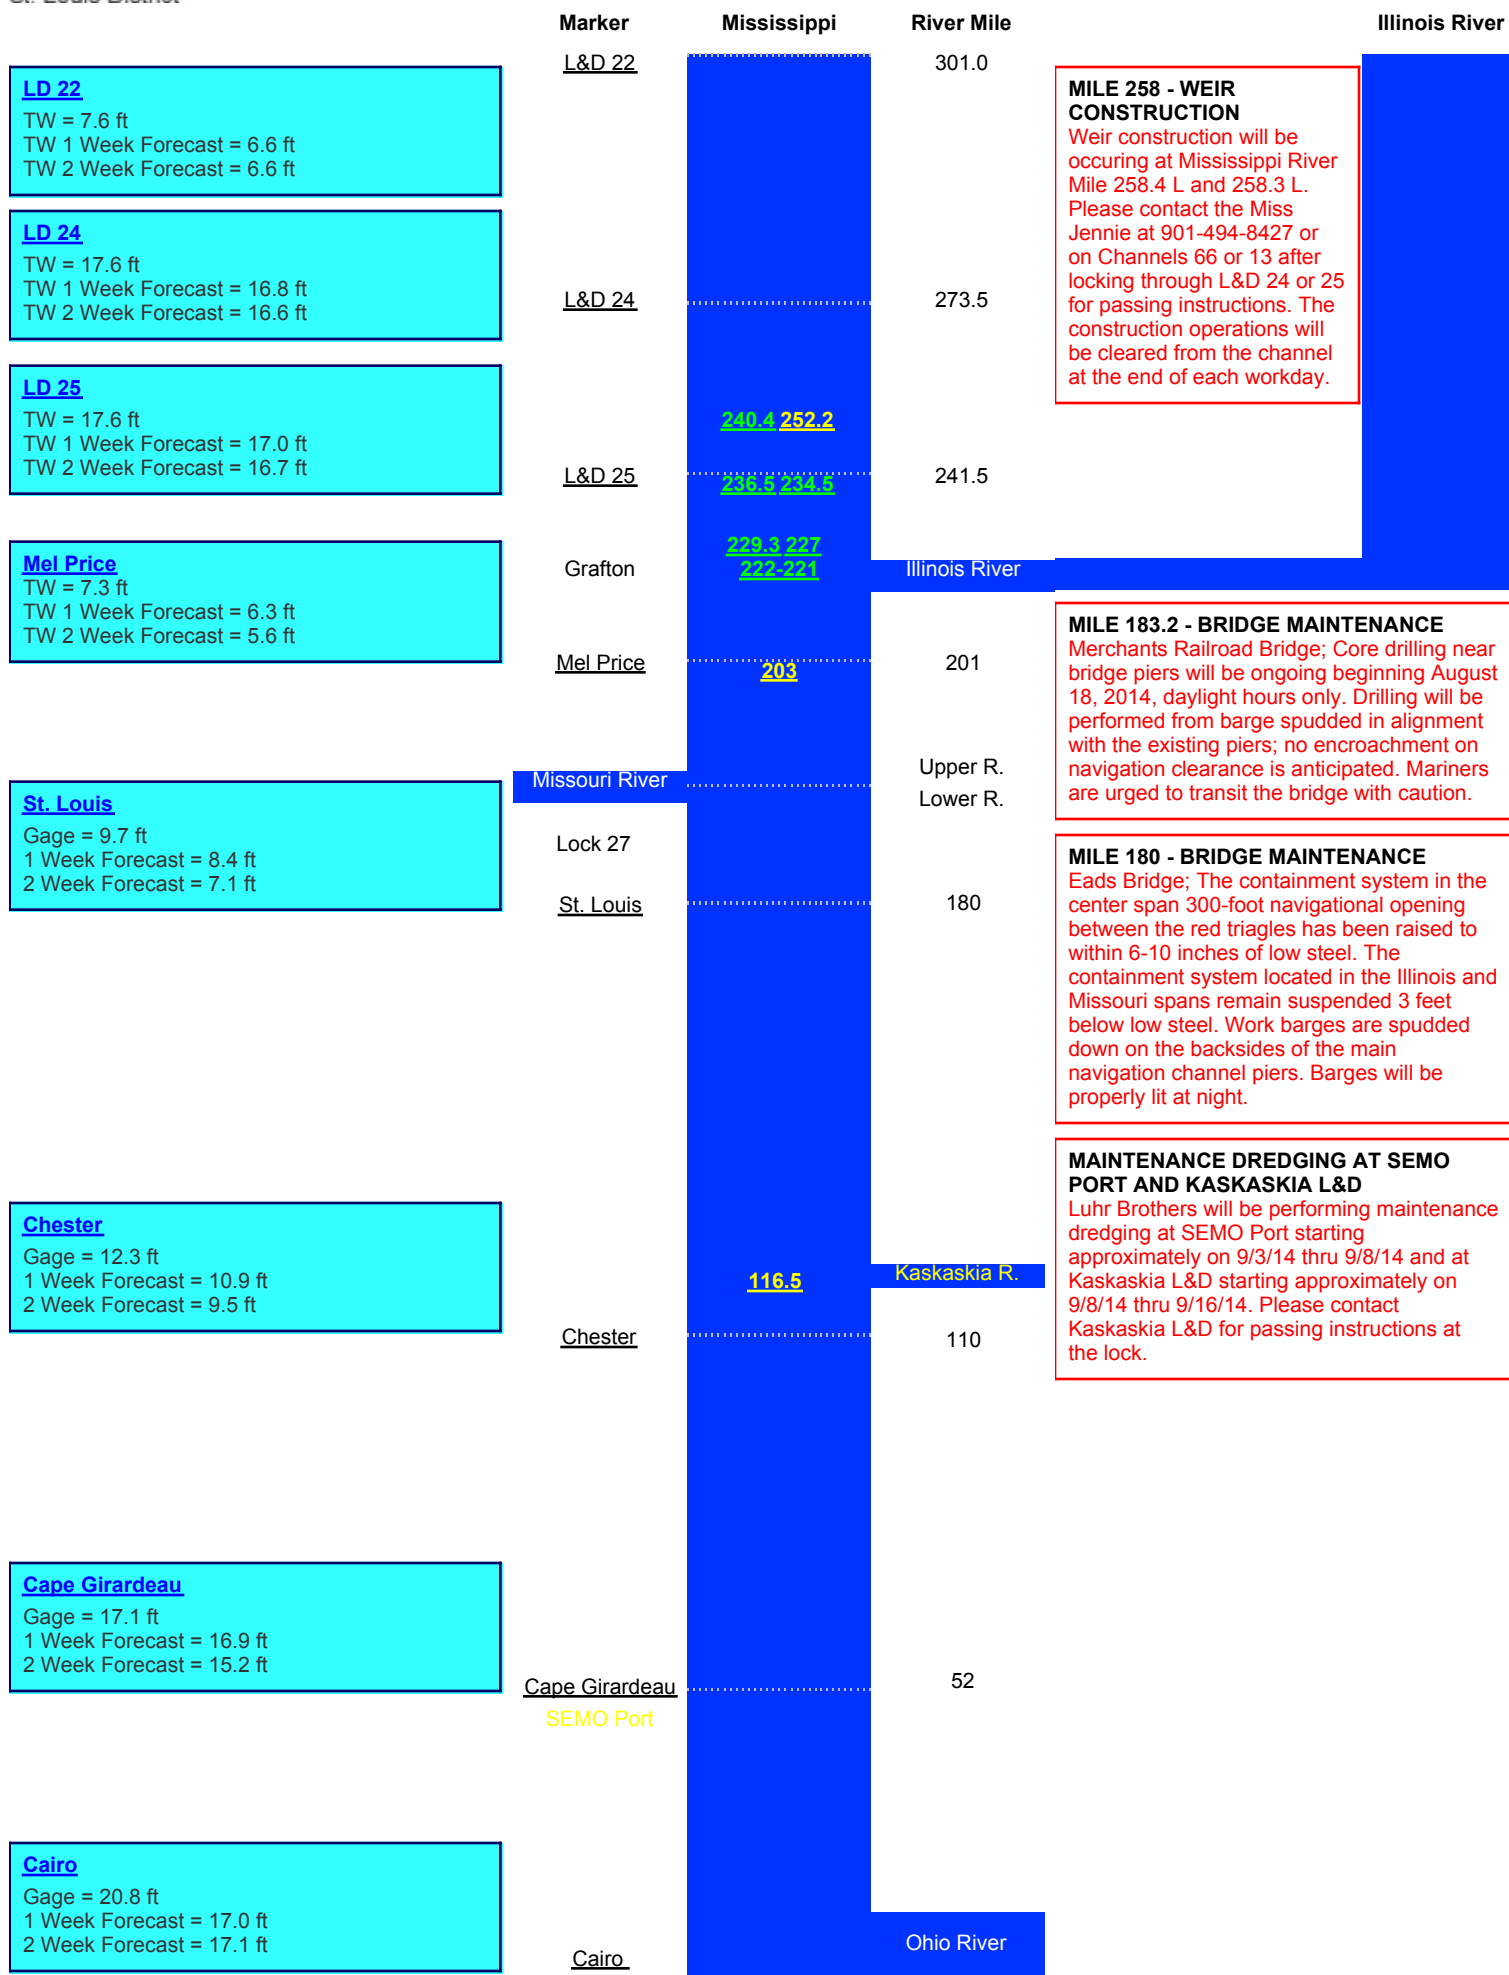 Marker Mississippi River Mile Illinois River
L&D 22 301.0
LD 22
TW = 7.6 ft
TW 1 Week Forecast = 6.6 ft
TW 2 Week Forecast = 6.6 ft
MILE 258 - WEIR
CONSTRUCTION
Weir construction will be
occuring at Mississippi River
Mile 258.4 L and 258.3 L.
Please contact the Miss
Jennie at 901-494-8427 or
on Channels 66 or 13 after
locking through L&D 24 or 25
for passing instructions. The
construction operations will
be cleared from the channel
at the end of each workday.
LD 24
TW = 17.6 ft
TW 1 Week Forecast = 16.8 ft
TW 2 Week Forecast = 16.6 ft
L&D 24 273.5
LD 25
TW = 17.6 ft
TW 1 Week Forecast = 17.0 ft
TW 2 Week Forecast = 16.7 ft
240.4 252.2
L&D 25 241.5
236.5 234.5
229.3 227
222-221
Mel Price
TW = 7.3 ft
TW 1 Week Forecast = 6.3 ft
TW 2 Week Forecast = 5.6 ft
Grafton Illinois River
MILE 183.2 - BRIDGE MAINTENANCE
Merchants Railroad Bridge; Core drilling near
bridge piers will be ongoing beginning August
18, 2014, daylight hours only. Drilling will be
performed from barge spudded in alignment
with the existing piers; no encroachment on
navigation clearance is anticipated. Mariners
are urged to transit the bridge with caution.
Mel Price 203 201
Upper R.
Missouri River
Lower R.
St. Louis
Gage = 9.7 ft
1 Week Forecast = 8.4 ft
2 Week Forecast = 7.1 ft
Lock 27
St. Louis 180
MILE 180 - BRIDGE MAINTENANCE
Eads Bridge; The containment system in the
center span 300-foot navigational opening
between the red triagles has been raised to
within 6-10 inches of low steel. The
containment system located in the Illinois and
Missouri spans remain suspended 3 feet
below low steel. Work barges are spudded
down on the backsides of the main
navigation channel piers. Barges will be
properly lit at night.
MAINTENANCE DREDGING AT SEMO
PORT AND KASKASKIA L&D
Luhr Brothers will be performing maintenance
dredging at SEMO Port starting
approximately on 9/3/14 thru 9/8/14 and at
Kaskaskia L&D starting approximately on
9/8/14 thru 9/16/14. Please contact
Kaskaskia L&D for passing instructions at
the lock.
Chester
Gage = 12.3 ft
1 Week Forecast = 10.9 ft
2 Week Forecast = 9.5 ft
116.5 Kaskaskia R.
Chester 110
Cape Girardeau
Gage = 17.1 ft
1 Week Forecast = 16.9 ft
2 Week Forecast = 15.2 ft
Cape Girardeau 52
SEMO Port
Cairo
Gage = 20.8 ft
1 Week Forecast = 17.0 ft
2 Week Forecast = 17.1 ft
Ohio River
Cairo